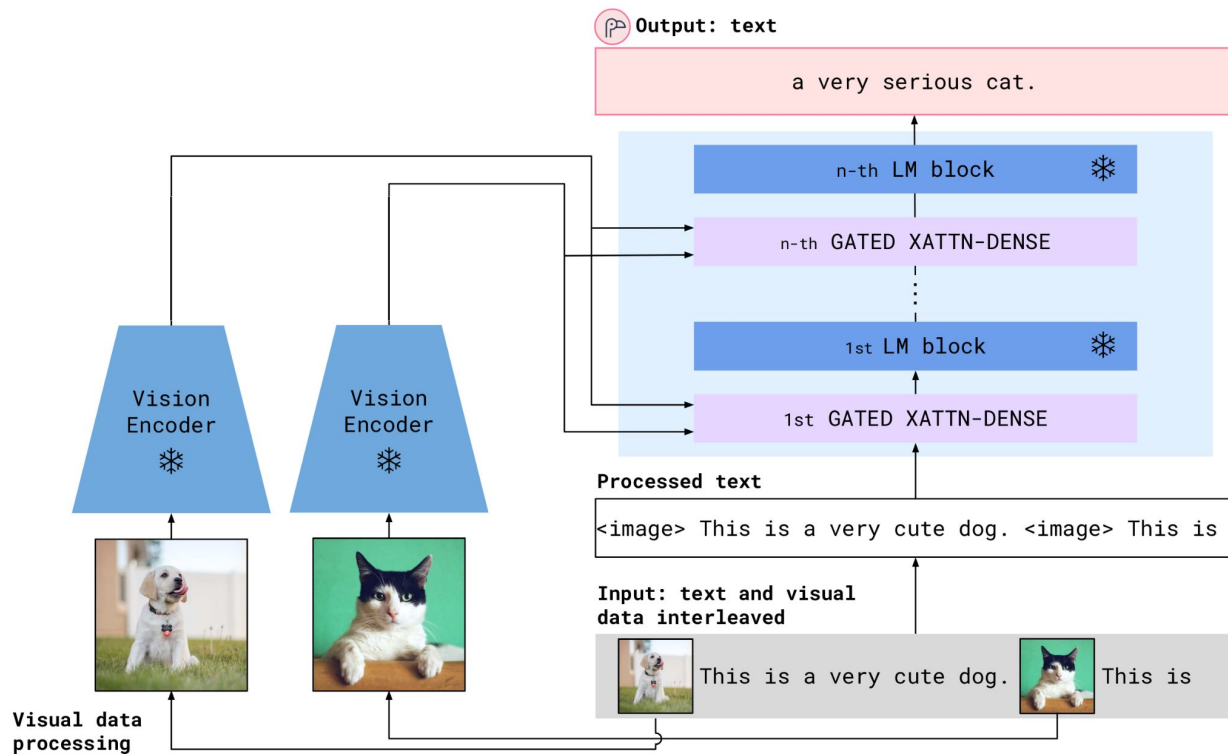 Output: text
a very serious cat.
n-th LM block
n-th GATED XATTN-DENSE
1st LM block
1st GATED XATTN-DENSE
Vision
Encoder
Vision
Encoder
Processed text
<image> This is a very cute dog. <image> This is
Input: text and visual
data interleaved
This is a very cute dog. This is
Visual data
processing